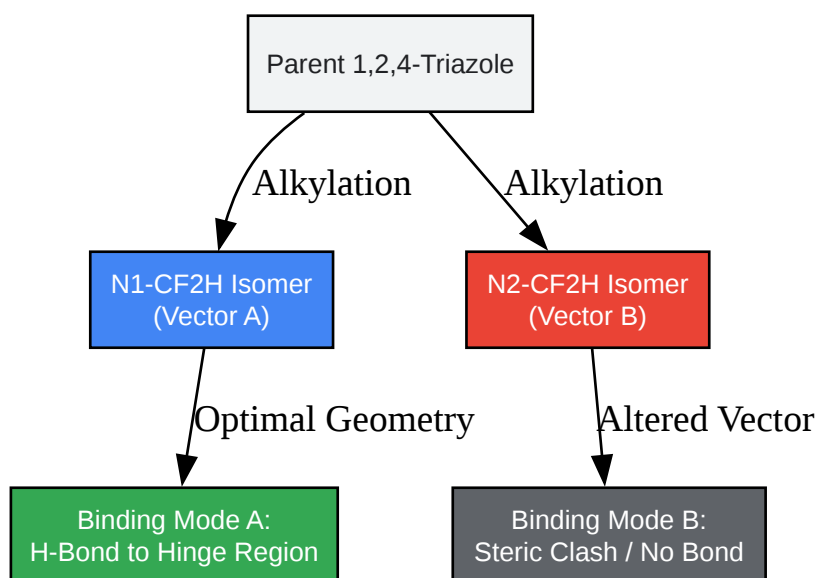 Parent 1,2,4-Triazole
Alkylation
Alkylation
N1-CF2H Isomer
(Vector A)
N2-CF2H Isomer
(Vector B)
Optimal Geometry
Altered Vector
Binding Mode A:
H-Bond to Hinge Region
Binding Mode B:
Steric Clash / No Bond